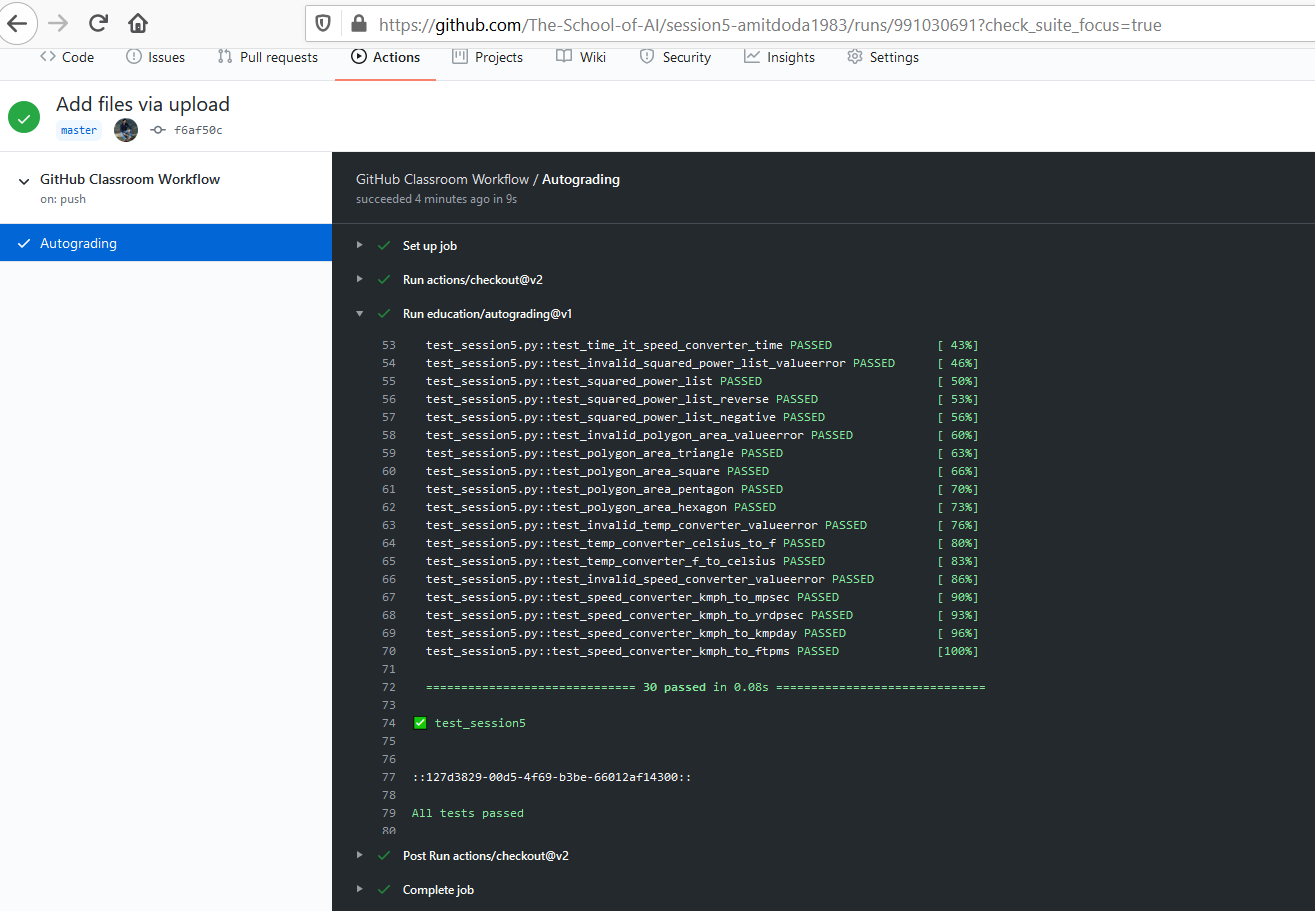 https://github.com/The-School-of-AI/session5-amitdoda1983/runs/991030691?check_suite_focus=true
Code Issues Pull requests Actions Projects Wiki Security Insights Settings
Add files via upload
master f6af50c
GitHub Classroom Workflow
on: push
Autograding
GitHub Classroom Workflow / Autograding
succeeded 4 minutes ago in 9s
Set up job
Run actions/checkout@v2
Run education/autograding@v1
53 test_session5.py::test_time_it_speed_converter_time PASSED [ 43%]
54 test_session5.py::test_invalid_squared_power_list_valueerror PASSED [ 46%]
55 test_session5.py::test_squared_power_list PASSED [ 50%]
56 test_session5.py::test_squared_power_list_reverse PASSED [ 53%]
57 test_session5.py::test_squared_power_list_negative PASSED [ 56%]
58 test_session5.py::test_invalid_polygon_area_valueerror PASSED [ 60%]
59 test_session5.py::test_polygon_area_triangle PASSED [ 63%]
60 test_session5.py::test_polygon_area_square PASSED [ 66%]
61 test_session5.py::test_polygon_area_pentagon PASSED [ 70%]
62 test_session5.py::test_polygon_area_hexagon PASSED [ 73%]
63 test_session5.py::test_invalid_temp_converter_valueerror PASSED [ 76%]
64 test_session5.py::test_temp_converter_celsius_to_f PASSED [ 80%]
65 test_session5.py::test_temp_converter_f_to_celsius PASSED [ 83%]
66 test_session5.py::test_invalid_speed_converter_valueerror PASSED [ 86%]
67 test_session5.py::test_speed_converter_kmph_to_mpsec PASSED [ 90%]
68 test_session5.py::test_speed_converter_kmph_to_yrdpsec PASSED [ 93%]
69 test_session5.py::test_speed_converter_kmph_to_kmpday PASSED [ 96%]
70 test_session5.py::test_speed_converter_kmph_to_ftpms PASSED [100%]
71
72 ============================== 30 passed in 0.08s ==============================
73
74 ✅ test_session5
75
76
77 ::127d3829-00d5-4f69-b3be-66012af14300::
78
79 All tests passed
80
Post Run actions/checkout@v2
Complete job